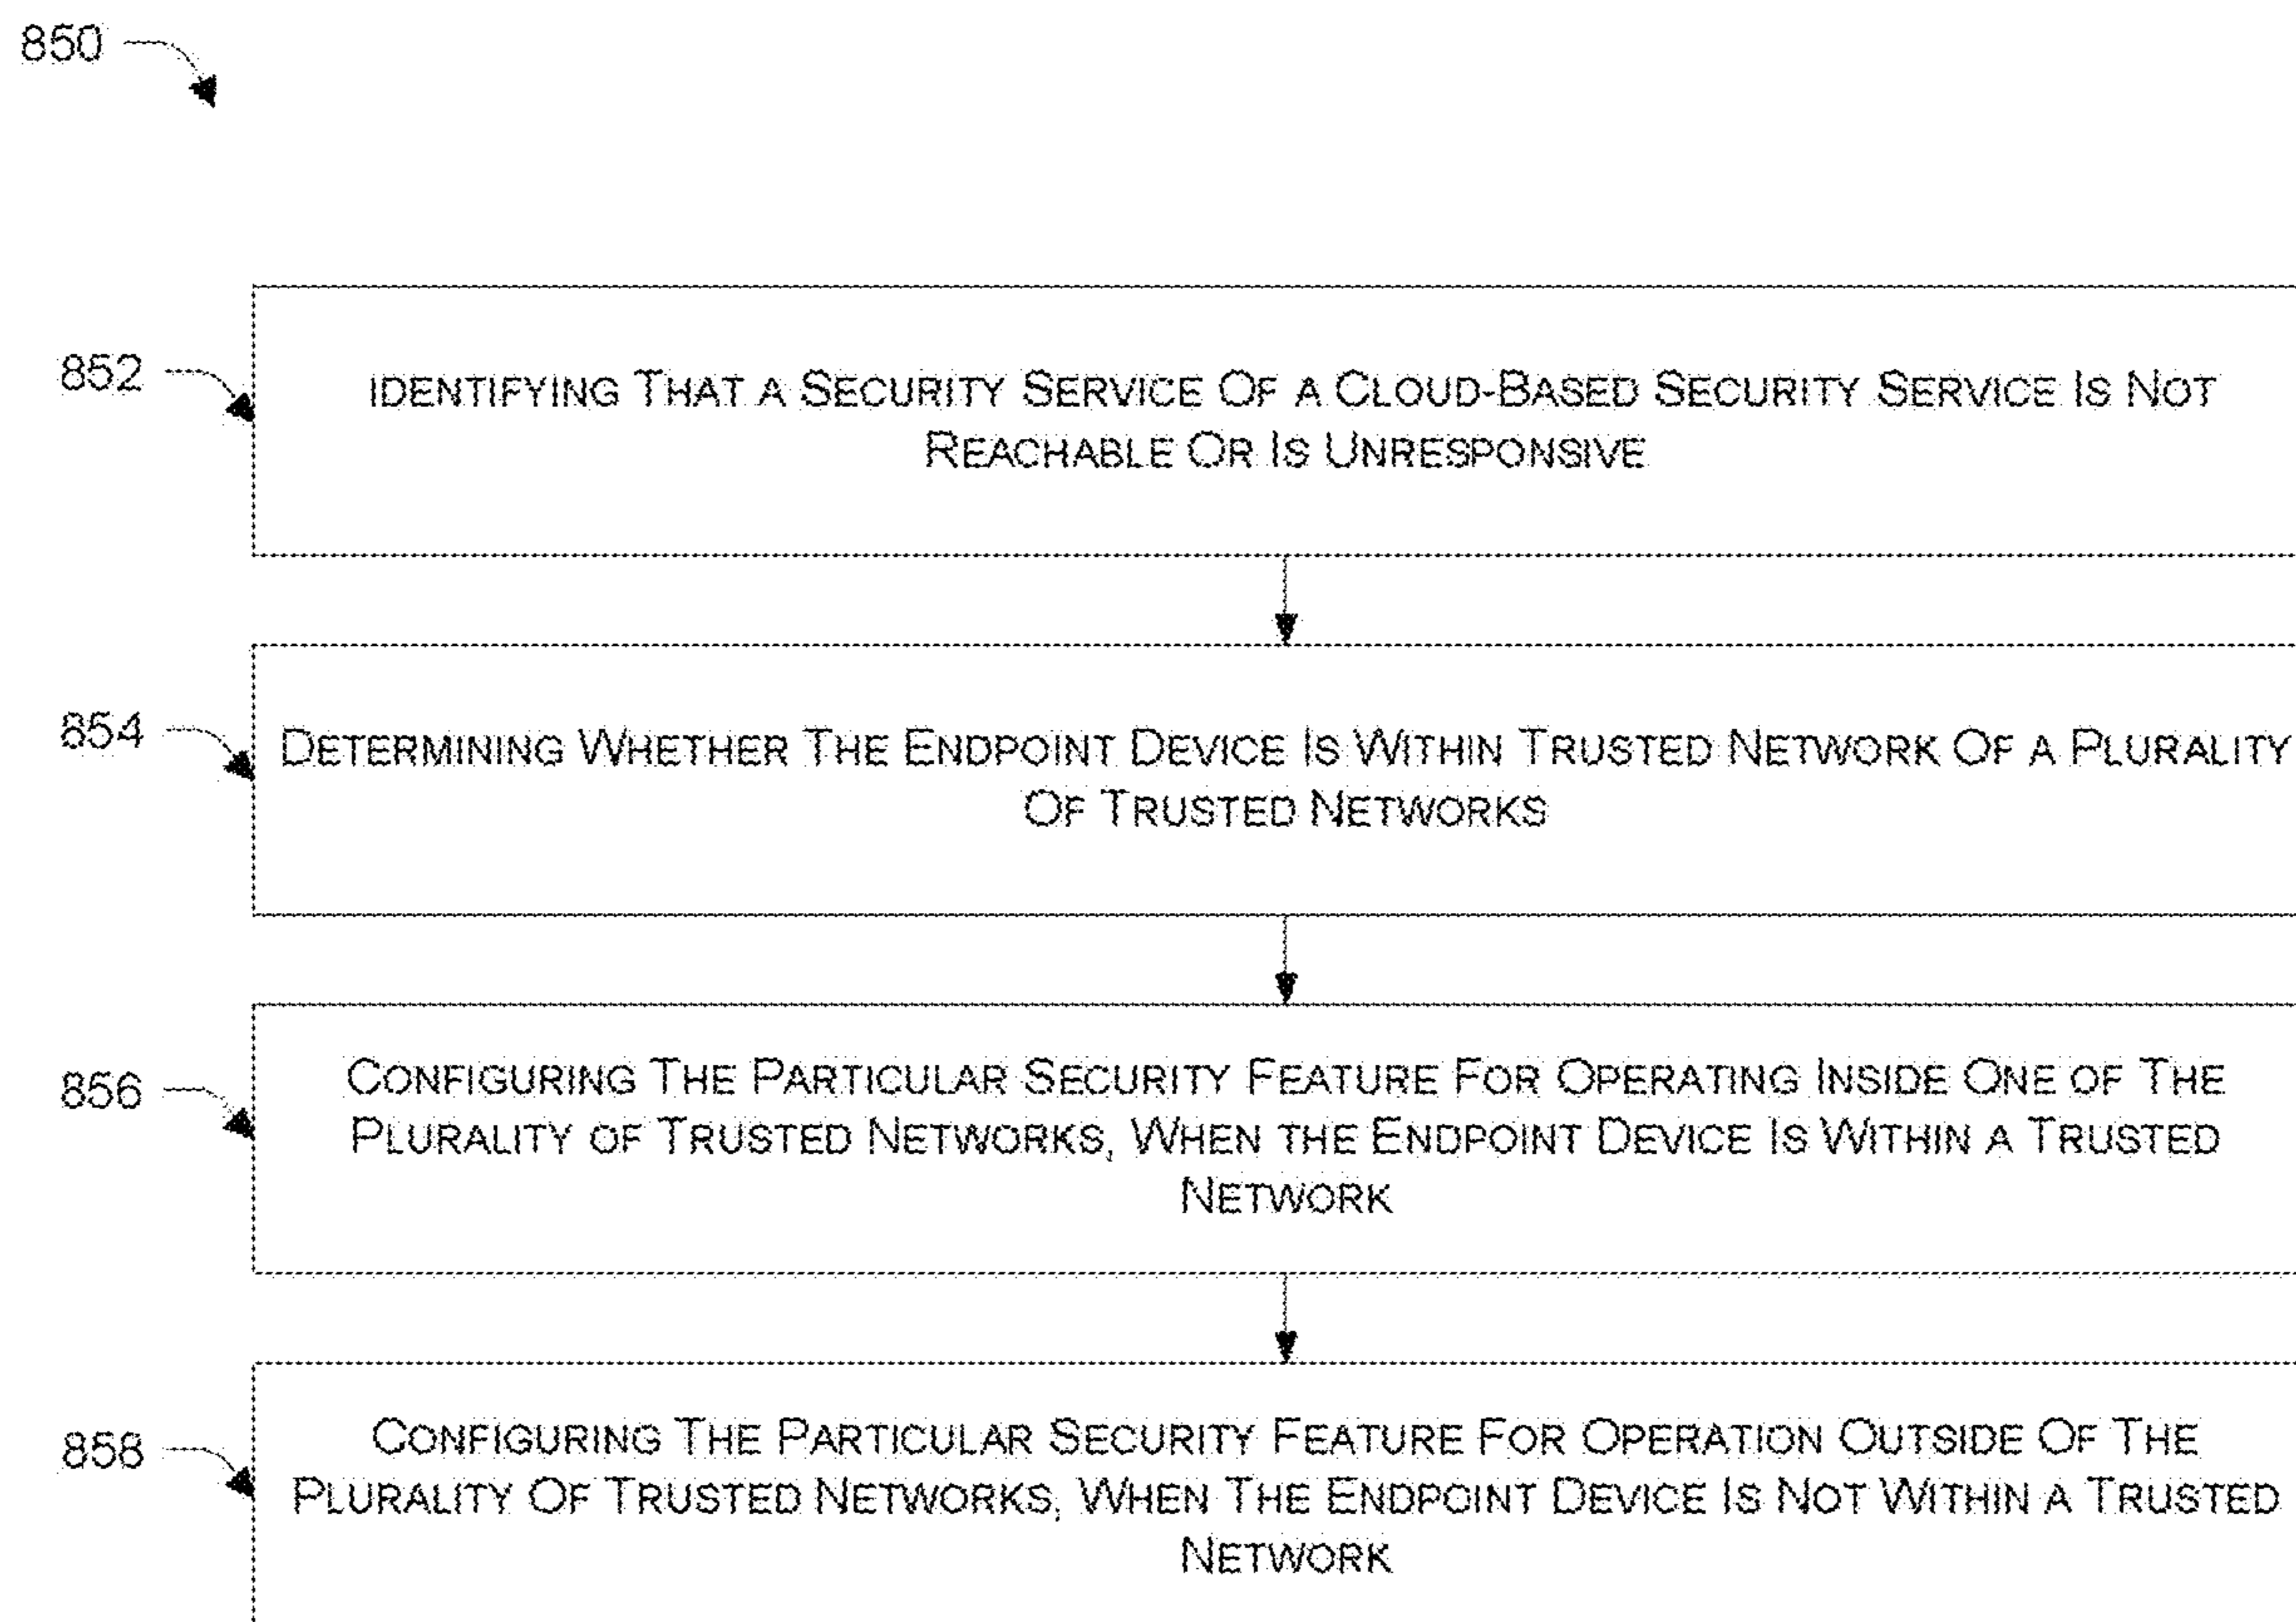 850
852
IDENTIFYING THAT A SECURITY SERVICE OF A CLOUD-BASED SECURITY SERVICE IS NOT
REACHABLE OR IS UNRESPONSIVE
854
DETERMINING WHETHER THE ENDPOINT DEVICE IS WITHIN TRUSTED NETWORK OF A PLURALITY
OF TRUSTED NETWORKS
856
CONFIGURING THE PARTICULAR SECURITY FEATURE FOR OPERATING INSIDE ONE OF THE
PLURALITY OF TRUSTED NETWORKS, WHEN THE ENDPOINT DEVICE IS WITHIN A TRUSTED
NETWORK
858
CONFIGURING THE PARTICULAR SECURITY FEATURE FOR OPERATION OUTSIDE OF THE
PLURALITY OF TRUSTED NETWORKS, WHEN THE ENDPOINT DEVICE IS NOT WITHIN A TRUSTED
NETWORK